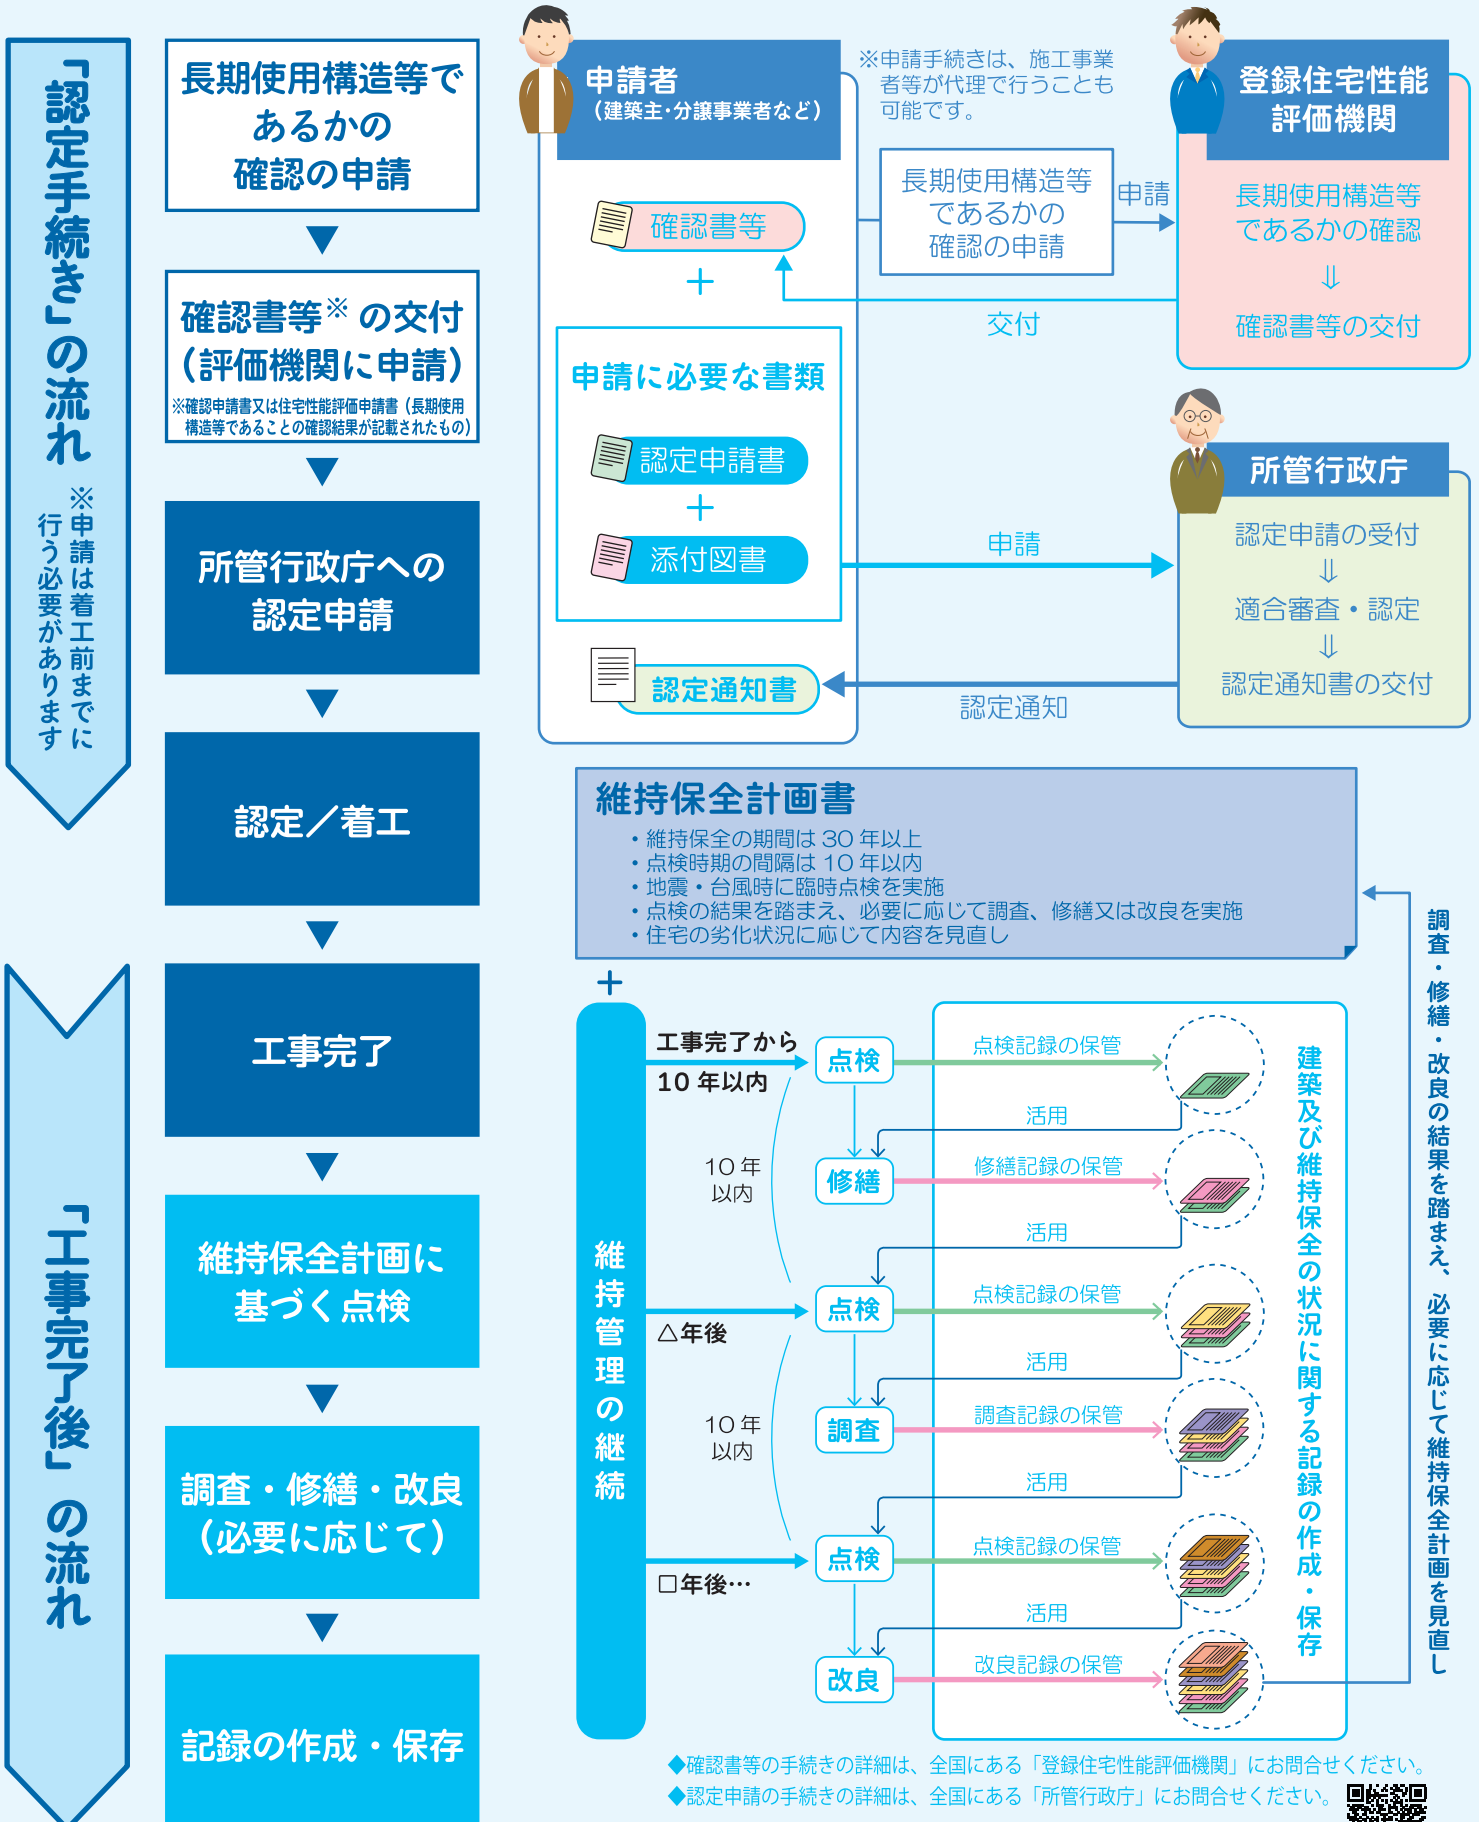 「認定手続き」の流れ
※申請は着工前までに
行う必要があります
長期使用構造等で
あるかの
確認の申請
確認書等※の交付
（評価機関に申請）
※確認申請書又は住宅性能評価申請書（長期使用
構造等であることの確認結果が記載されたもの）
所管行政庁への
認定申請
認定／着工
工事完了
「工事完了後」の流れ
維持保全計画に
基づく点検
調査・修繕・改良
（必要に応じて）
記録の作成・保存
申請者
（建築主・分譲事業者など）
※申請手続きは、施工事業
者等が代理で行うことも
可能です。
登録住宅性能
評価機関
長期使用構造等
であるかの
確認の申請
申請
長期使用構造等
であるかの確認
⇓
確認書等の交付
確認書等
＋
交付
申請に必要な書類
認定申請書
＋
添付図書
申請
所管行政庁
認定申請の受付
⇓
適合審査・認定
⇓
認定通知書の交付
認定通知書
認定通知
維持保全計画書
・維持保全の期間は 30 年以上
・点検時期の間隔は 10 年以内
・地震・台風時に臨時点検を実施
・点検の結果を踏まえ、必要に応じて調査、修繕又は改良を実施
・住宅の劣化状況に応じて内容を見直し
＋
維持管理の継続
工事完了から
10 年以内
点検
点検記録の保管
活用
10 年
以内
修繕
修繕記録の保管
活用
△年後
点検
点検記録の保管
活用
10 年
以内
調査
調査記録の保管
活用
□年後…
点検
点検記録の保管
活用
改良
改良記録の保管
建築及び維持保全の状況に関する記録の作成・保存
調査・修繕・改良の結果を踏まえ、必要に応じて維持保全計画を見直し
◆確認書等の手続きの詳細は、全国にある「登録住宅性能評価機関」にお問合せください。
◆認定申請の手続きの詳細は、全国にある「所管行政庁」にお問合せください。